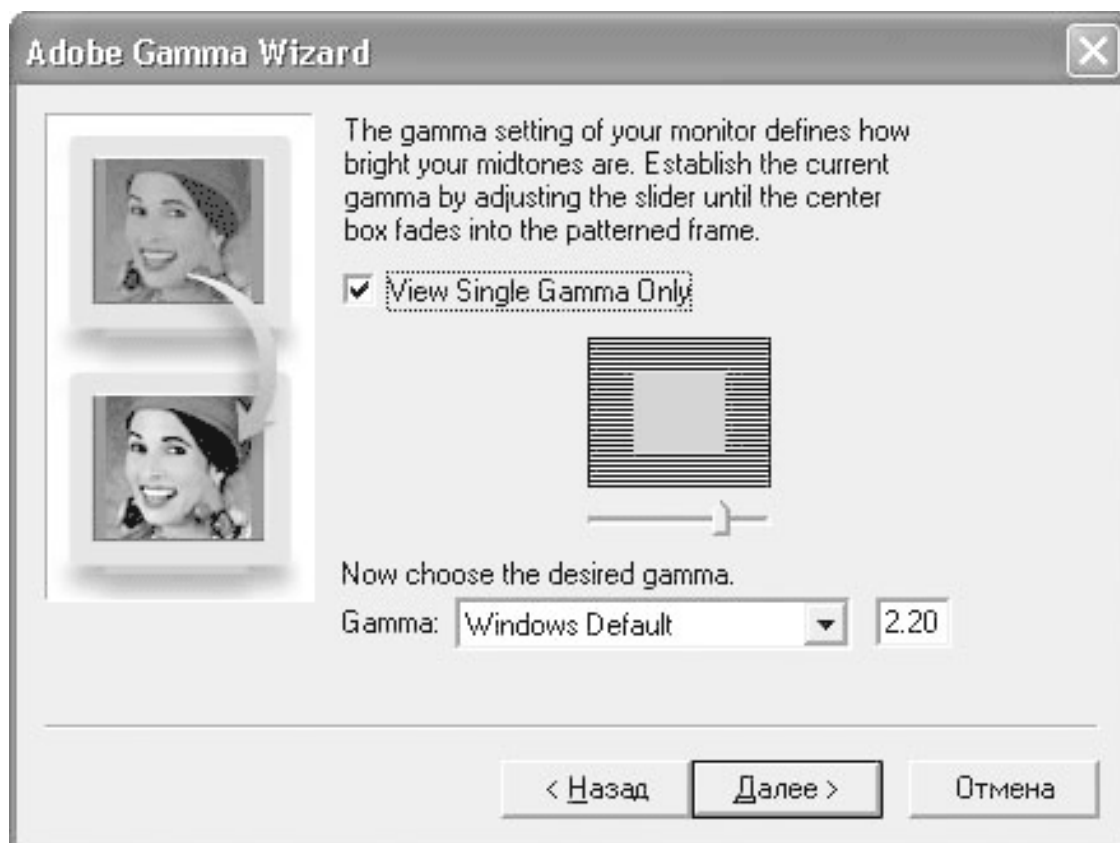 Adobe Gamma Wizard
The gamma setting of your monitor defines how
bright your midtones are. Establish the current
gamma by adjusting the slider until the center
box fades into the patterned frame.
View Single Gamma Only
Now choose the desired gamma.
Gamma: Windows Default 2.20
< Назад Далее > Отмена